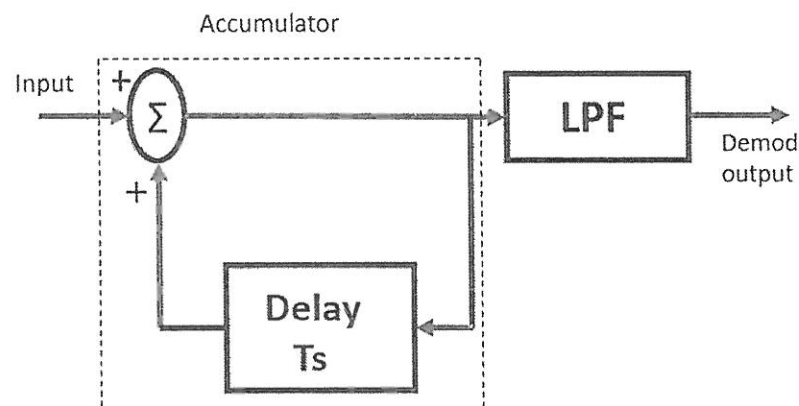 Accumulator
Input
+
Σ
LPF
Demod
output
+
Delay
Ts